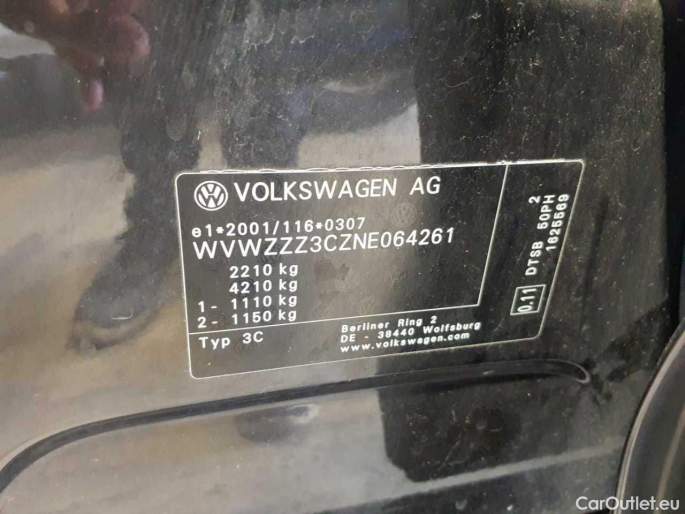 VOLKSWAGEN AG
e1*2001/116*0307
WVWZZZ3CZNE064261
2210 kg
4210 kg
1- 1110 kg
2- 1150 kg
Typ 3C
Berliner Ring 2
DE - 38440 Wolfsburg
www.volkswagen.com
0.11 DTSB 50PH 2
1625569
CarOutlet.eu